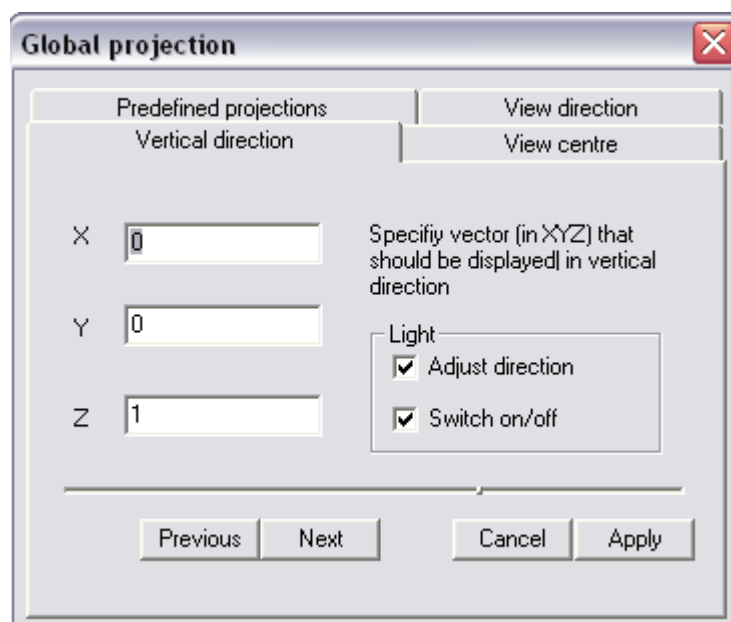 Global projection
Predefined projections
View direction
Vertical direction
View centre
X
0
Specifiy vector (in XYZ) that
should be displayed in vertical
direction
Y
0
Light
Adjust direction
Z
1
Switch on/off
Previous
Next
Cancel
Apply